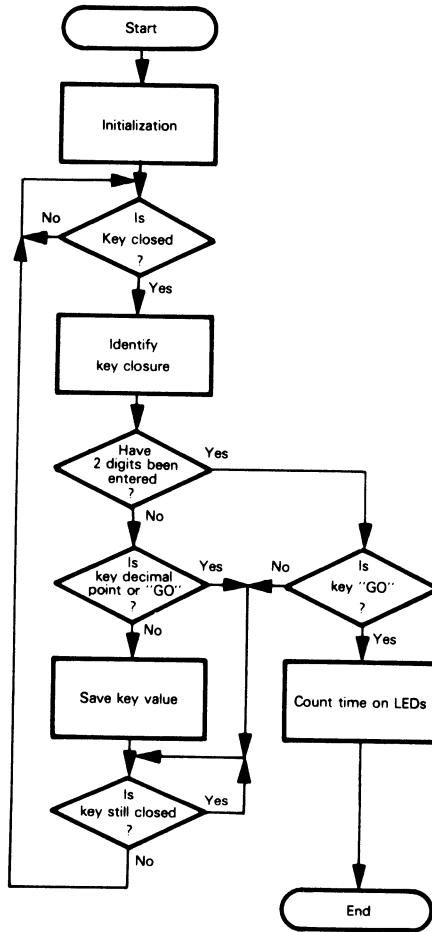 Start
Initialization
Is
Key closed
?
No
Yes
Identify
key closure
Have
2 digits been
entered
?
Yes
No
Is
key decimal
point or "GO"
?
Yes
No
No
Is
key "GO"
?
Yes
Save key value
Count time on LEDs
Is
key still closed
?
Yes
No
End